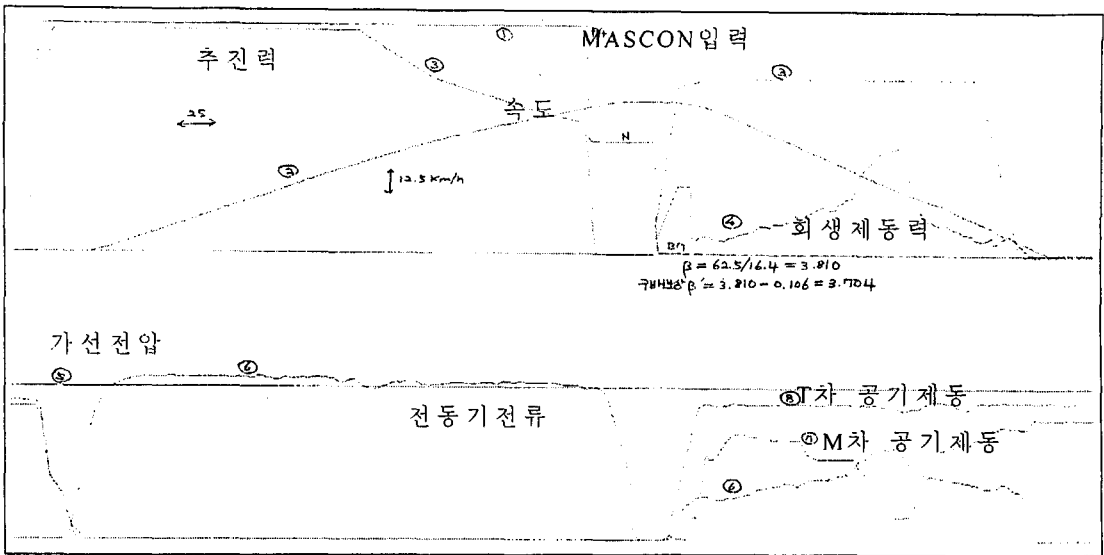 ①
MASCON입력
추진력
③
③
25
속도
N
②
12.5 km/h
④
회생제동력
B7
β = 62.5/16.4 = 3.810
구배보상 β' = 3.810 - 0.106 = 3.704
가선전압
⑤
⑥
⑧T차 공기제동
전동기전류
⑦M차 공기제동
⑥